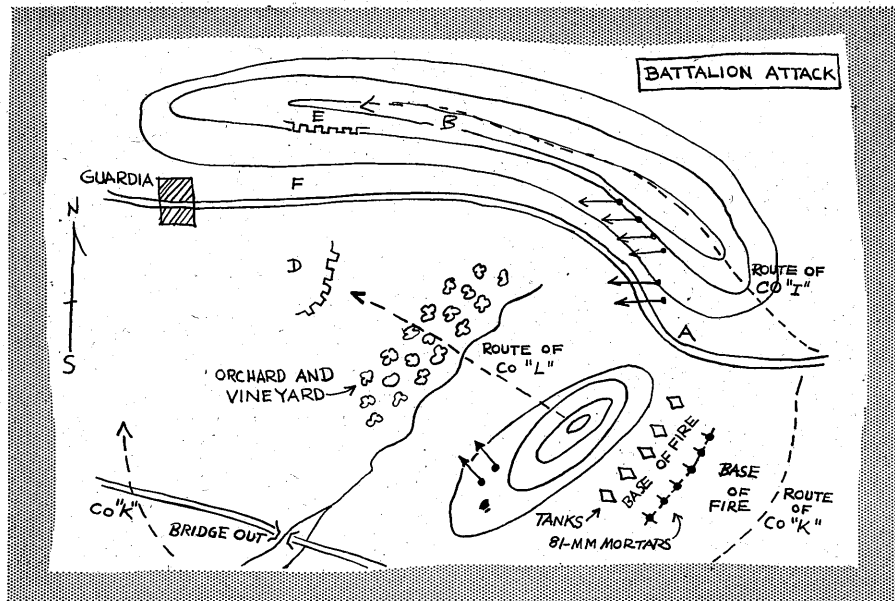 BATTALION ATTACK
E
B
GUARDIA
F
N
S
D
ROUTE OF
CO "I"
A
ROUTE OF
CO "L"
ORCHARD AND
VINEYARD
BASE OF FIRE
BASE
OF
FIRE
ROUTE
OF
CO "K"
TANKS
81-MM MORTARS
CO "K"
BRIDGE OUT